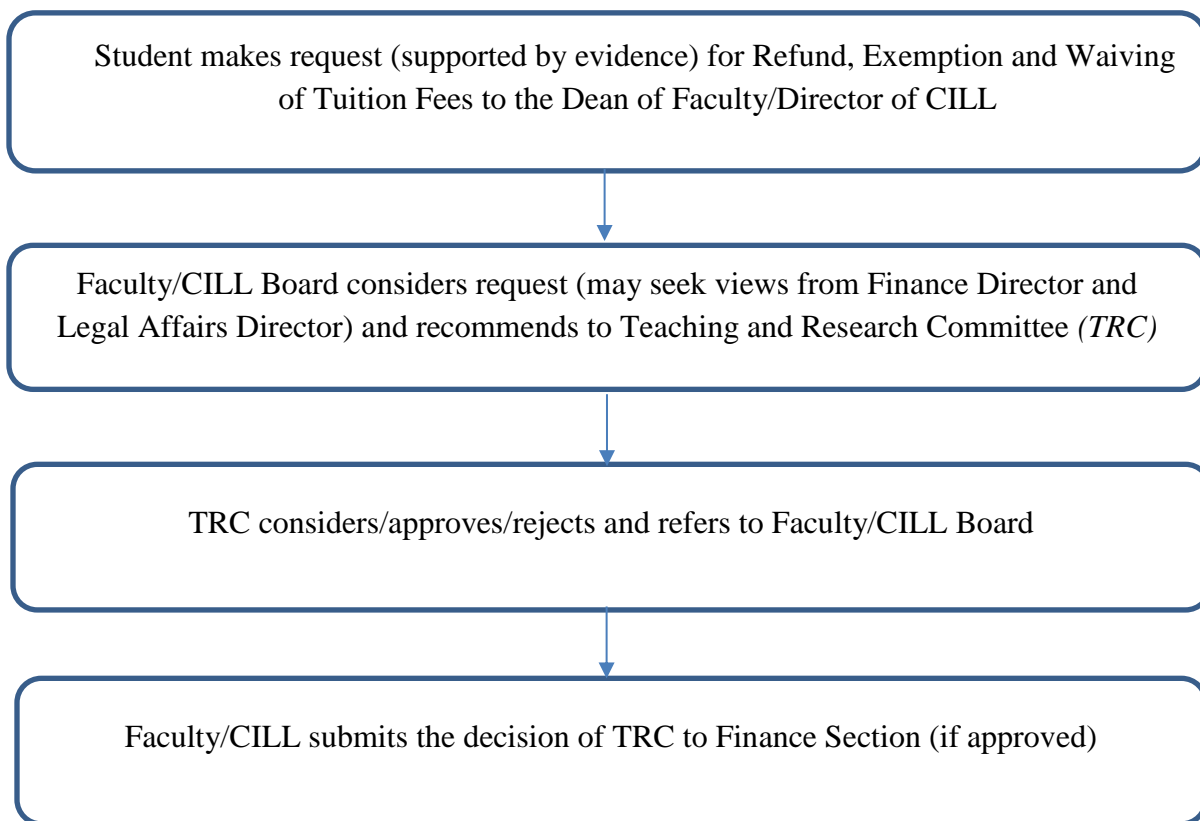 Student makes request (supported by evidence) for Refund, Exemption and Waiving
of Tuition Fees to the Dean of Faculty/Director of CILL
Faculty/CILL Board considers request (may seek views from Finance Director and
Legal Affairs Director) and recommends to Teaching and Research Committee (TRC)
TRC considers/approves/rejects and refers to Faculty/CILL Board
Faculty/CILL submits the decision of TRC to Finance Section (if approved)